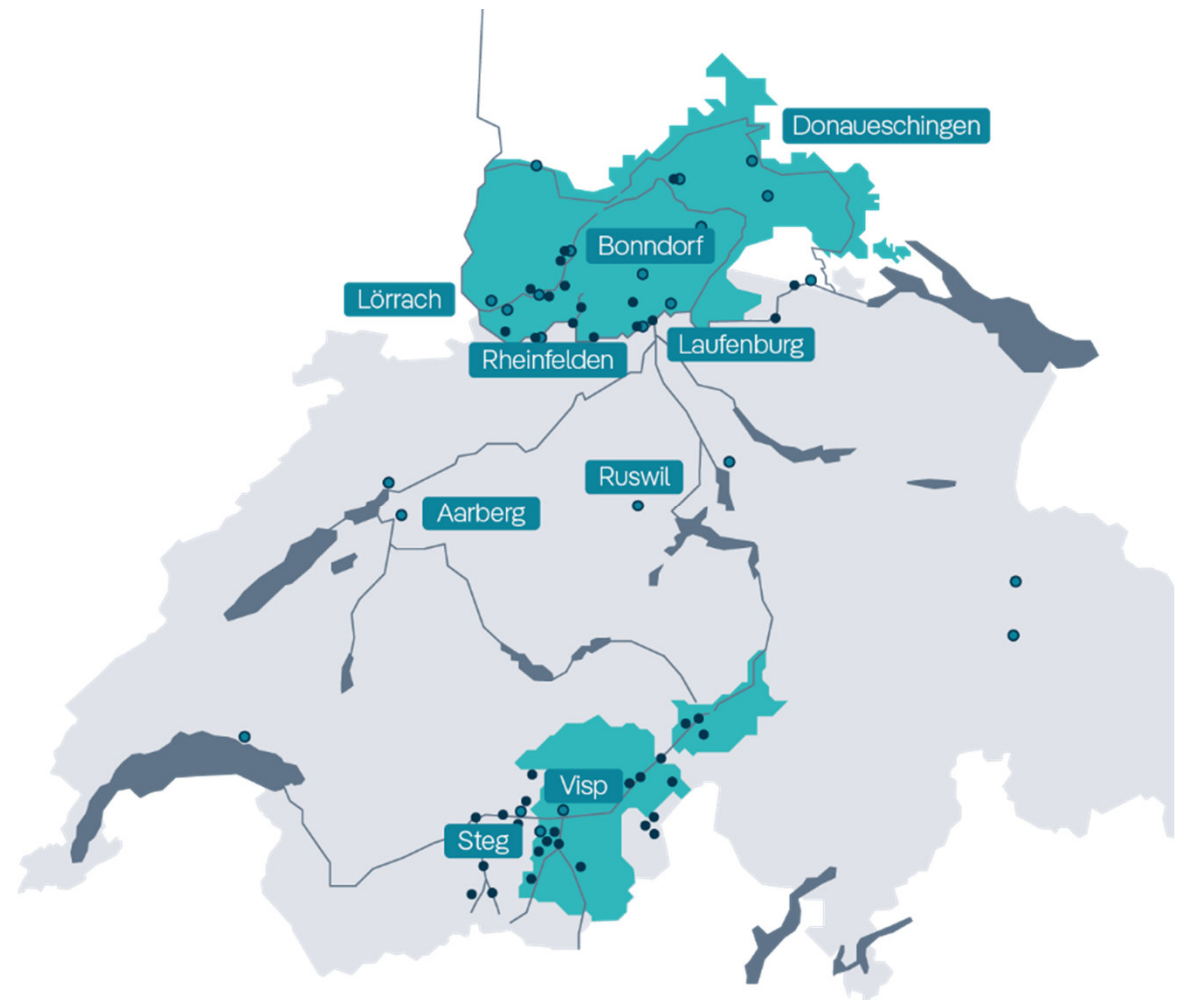 Donaueschingen
Bonndorf
Lörrach
Laufenburg
Rheinfelden
Ruswil
Aarberg
Visp
Steg